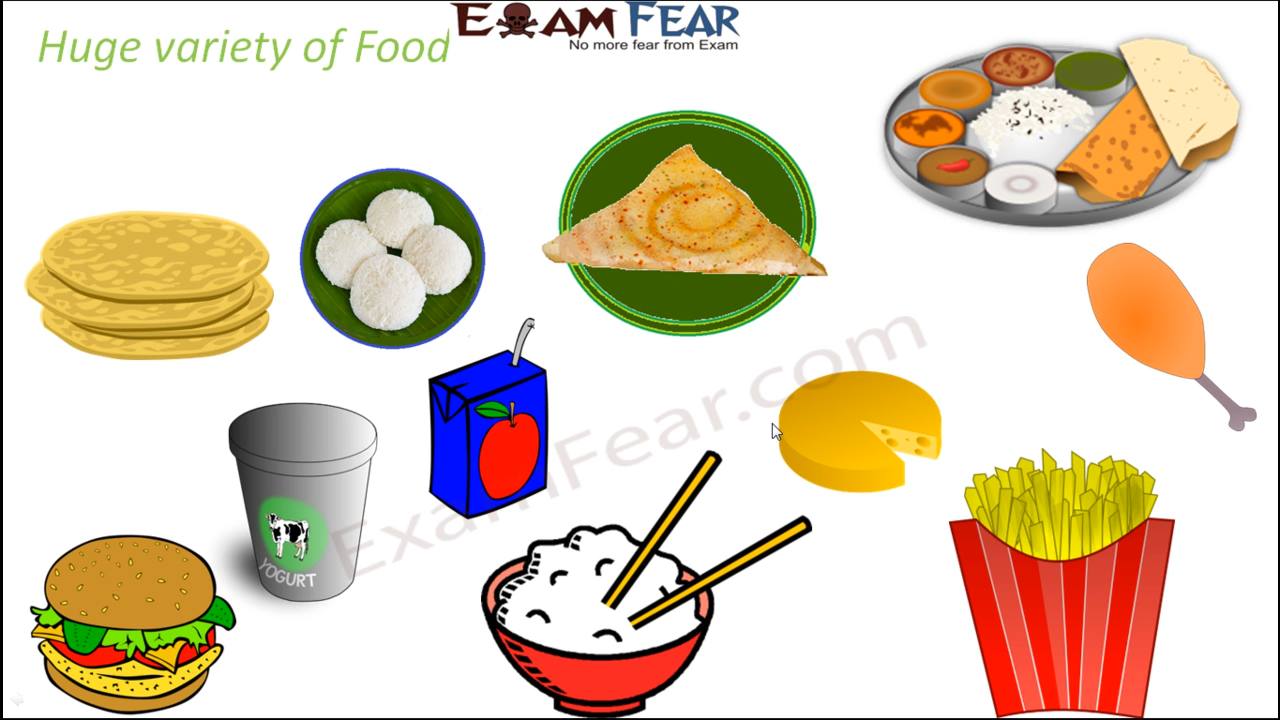 Huge variety of Food
EXAM FEAR
No more fear from Exam
ExamFear.com
YOGURT